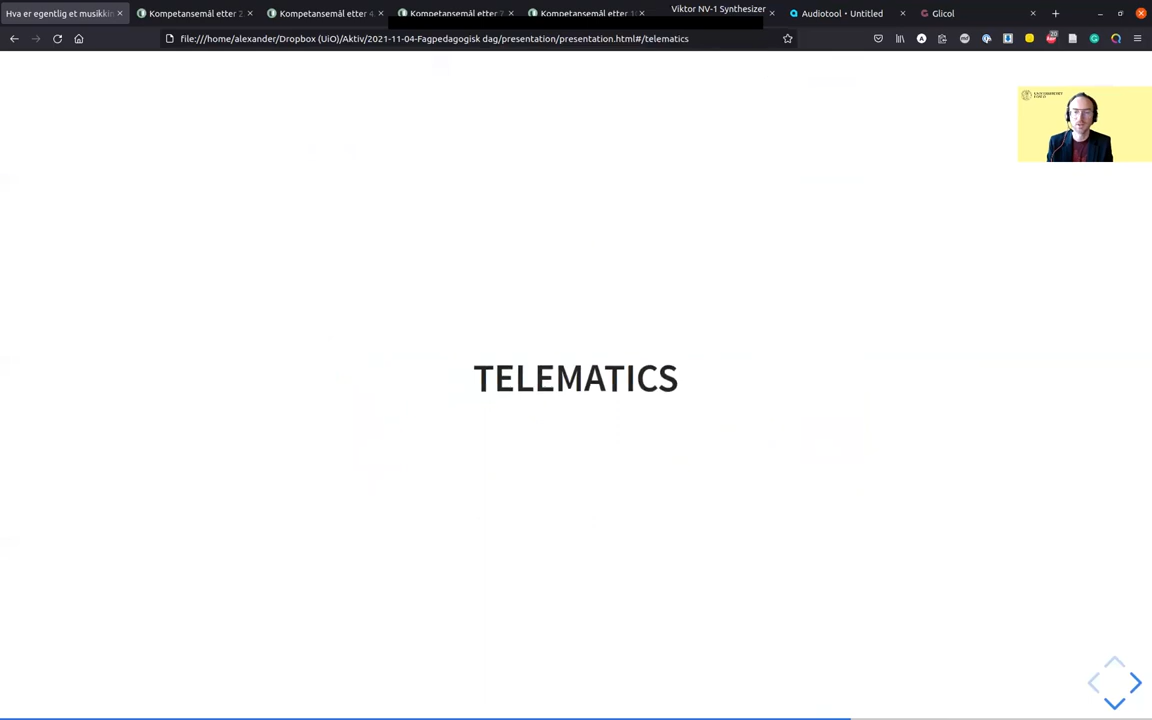 Hva er egentlig et musikkin
Kompetansemål etter 2
Kompetansemål etter 4
Kompetansemål etter 7
Kompetansemål etter 10
Viktor NV-1 Synthesizer
Audiotool • Untitled
Glicol
file:///home/alexander/Dropbox (UiO)/Aktiv/2021-11-04-Fagpedagogisk dag/presentation/presentation.html#/telematics
20
TELEMATICS